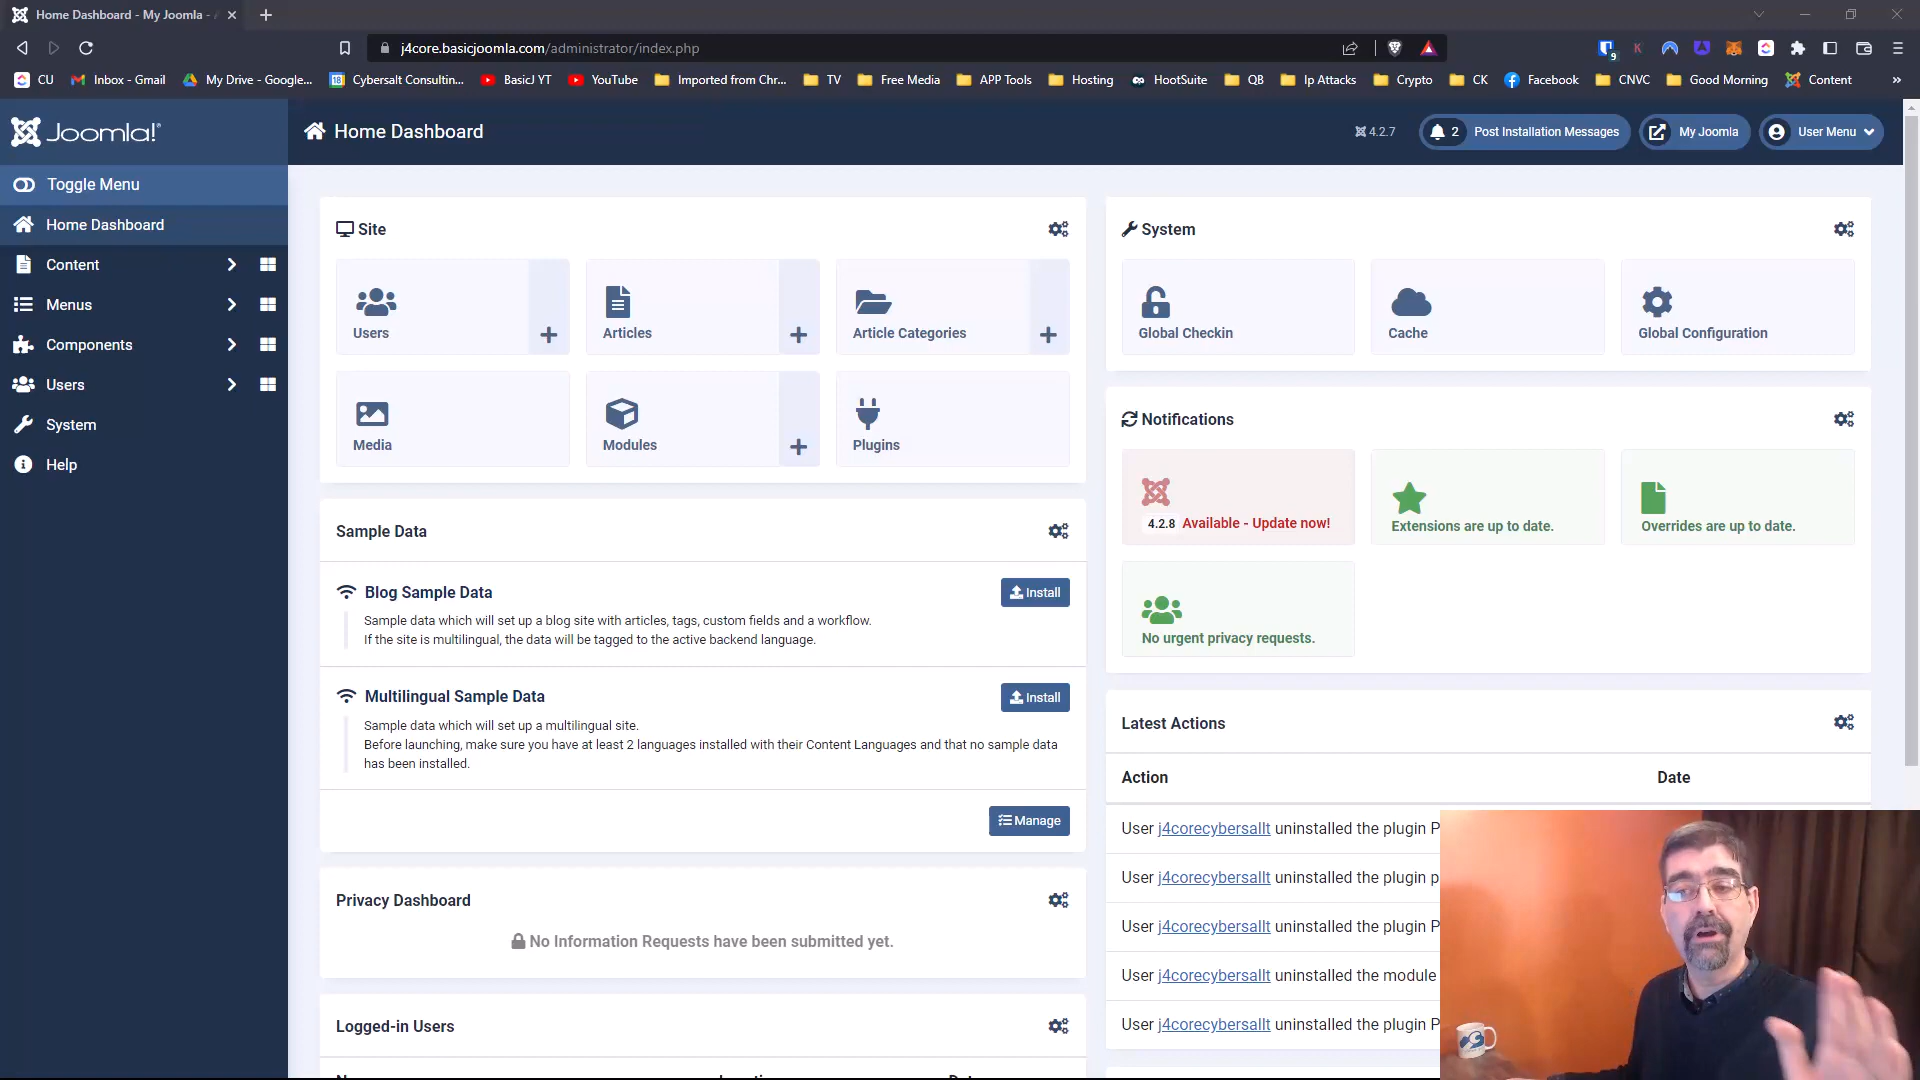 Home Dashboard - My Joomla -
j4core.basicjoomla.com/administrator/index.php
9
CU
Inbox - Gmail
My Drive - Google...
18
Cybersalt Consultin...
BasicJ YT
YouTube
Imported from Chr...
TV
Free Media
APP Tools
Hosting
HootSuite
QB
Ip Attacks
Crypto
CK
Facebook
CNVC
Good Morning
Content
»
Joomla!
Home Dashboard
4.2.7
2 Post Installation Messages
My Joomla
User Menu
Toggle Menu
Home Dashboard
Content
Menus
Components
Users
System
Help
Site
Users
Articles
Article Categories
Media
Modules
Plugins
Sample Data
Blog Sample Data
Install
Sample data which will set up a blog site with articles, tags, custom fields and a workflow.
If the site is multilingual, the data will be tagged to the active backend language.
Multilingual Sample Data
Install
Sample data which will set up a multilingual site.
Before launching, make sure you have at least 2 languages installed with their Content Languages and that no sample data
has been installed.
Manage
Privacy Dashboard
No Information Requests have been submitted yet.
Logged-in Users
System
Global Checkin
Cache
Global Configuration
Notifications
4.2.8 Available - Update now!
Extensions are up to date.
Overrides are up to date.
No urgent privacy requests.
Latest Actions
Action Date
User j4corecybersallt uninstalled the plugin P
User j4corecybersallt uninstalled the plugin p
User j4corecybersallt uninstalled the plugin P
User j4corecybersallt uninstalled the module
User j4corecybersallt uninstalled the plugin P